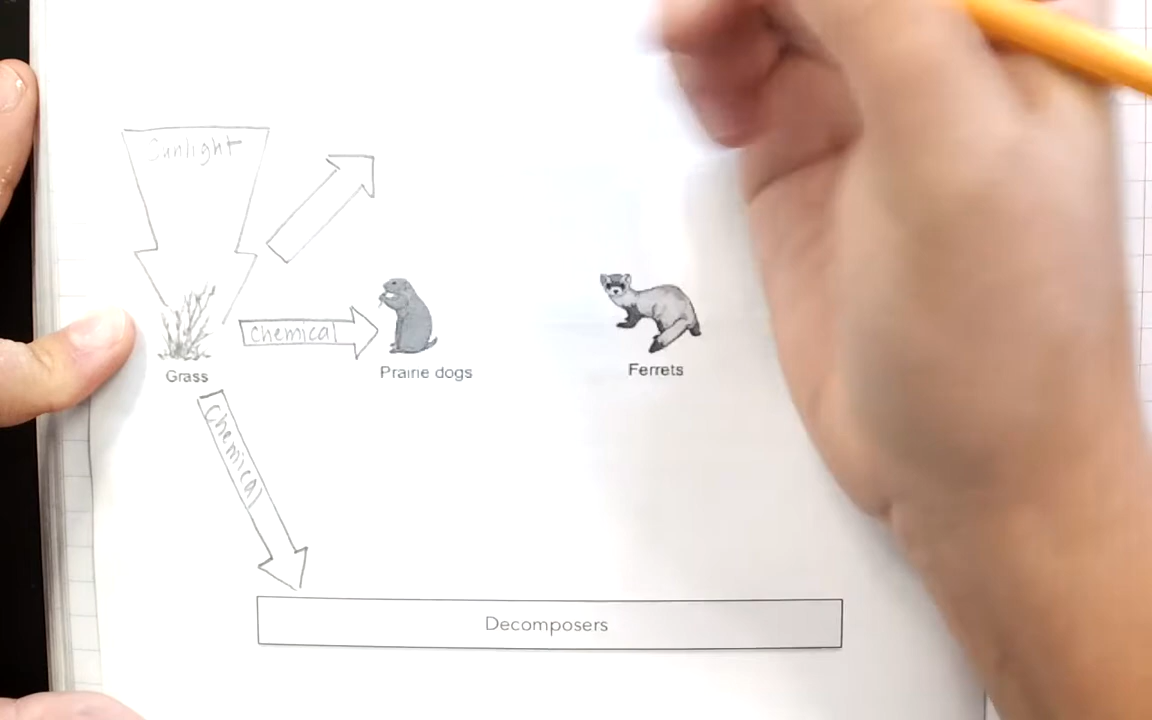 Sunlight
chemical
Grass
Prairie dogs
Ferrets
Chemical
Decomposers